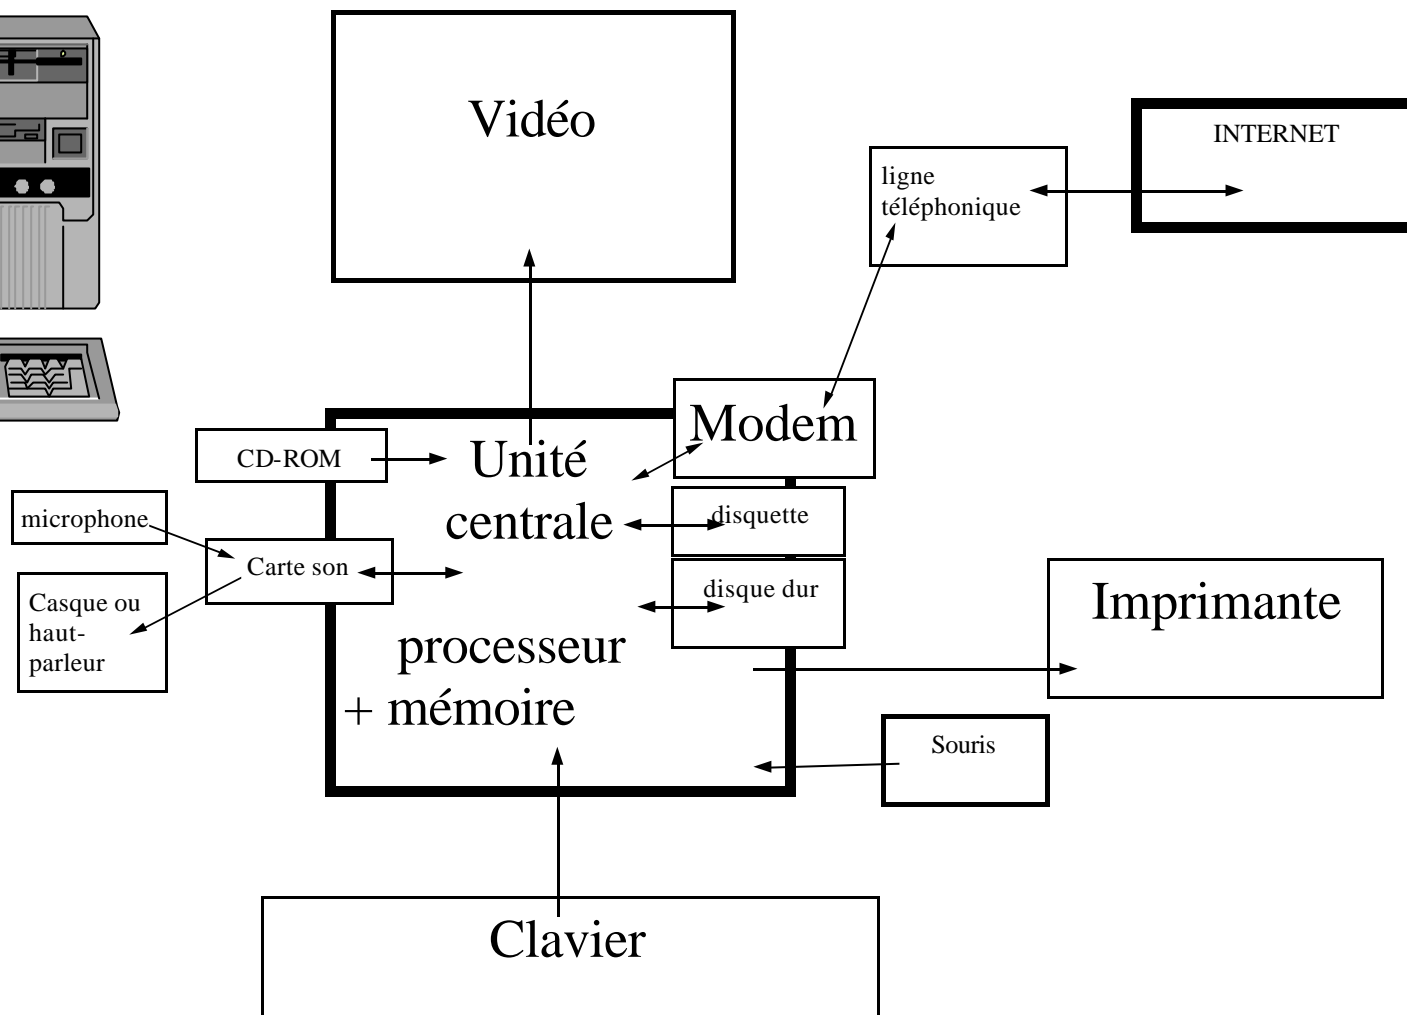 Vidéo
INTERNET
ligne
téléphonique
Modem
CD-ROM
Unité
centrale
disquette
microphone
Carte son
disque dur
Casque ou
haut-
parleur
Imprimante
processeur
+ mémoire
Souris
Clavier